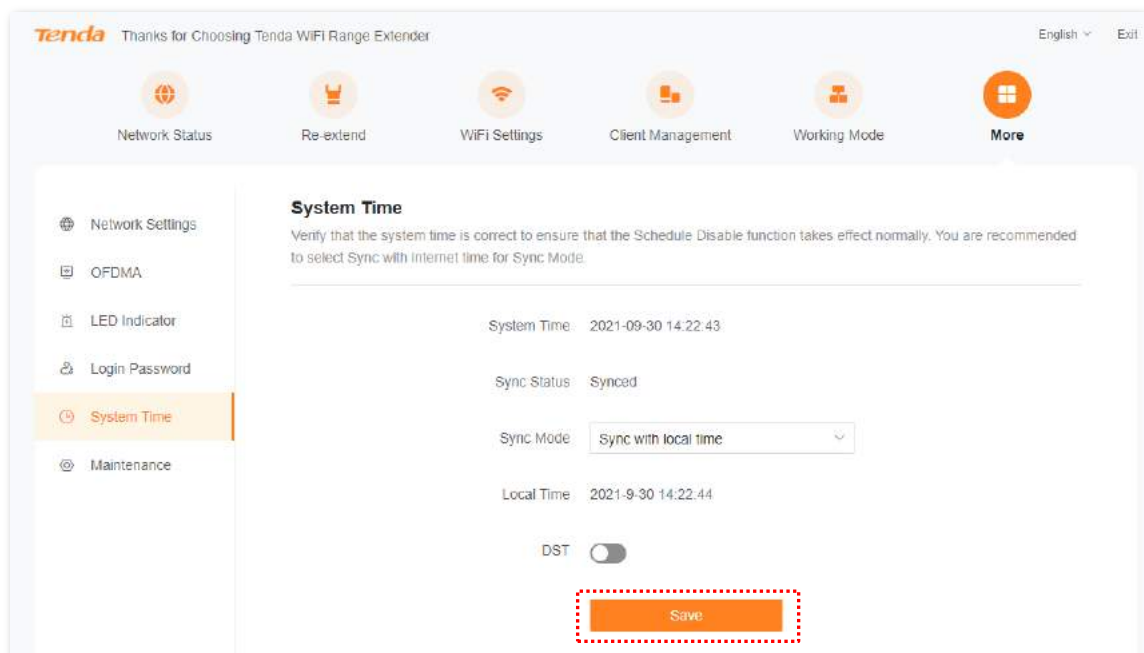 Tenda Thanks for Choosing Tenda WiFi Range Extender English Exit
Network Status Re-extend WiFi Settings Client Management Working Mode More
Network Settings
OFDMA
LED Indicator
Login Password
System Time
Maintenance
System Time
Verify that the system time is correct to ensure that the Schedule Disable function takes effect normally. You are recommended
to select Sync with Internet time for Sync Mode.
System Time 2021-09-30 14:22:43
Sync Status Synced
Sync Mode Sync with local time
Local Time 2021-9-30 14:22:44
DST
Save